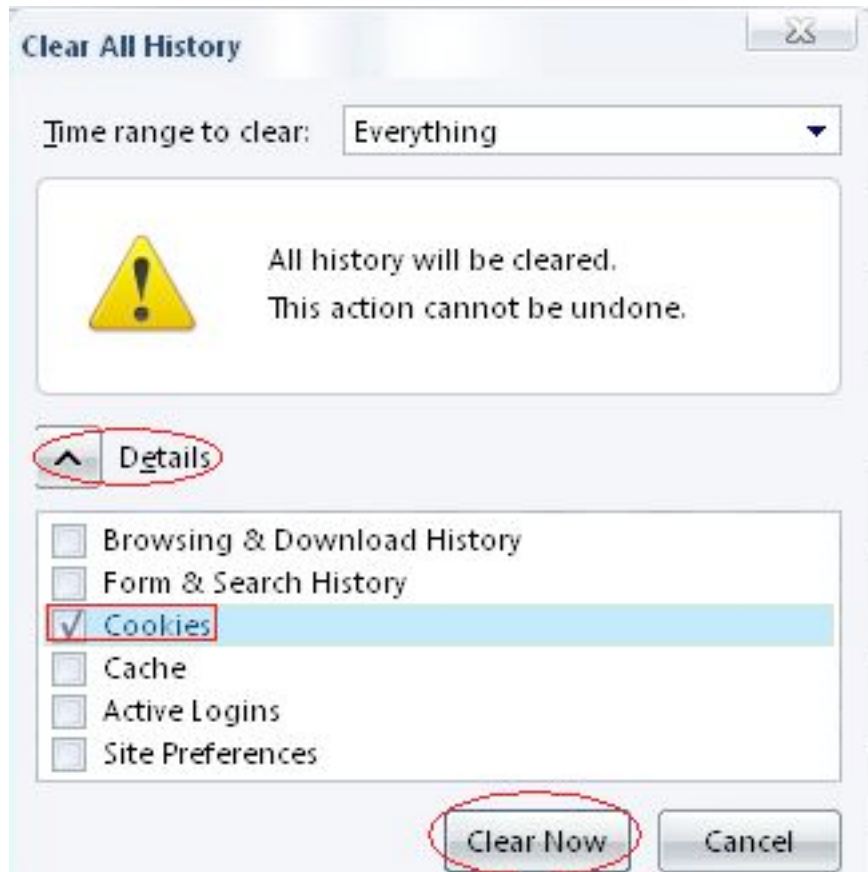 Clear All History
Time range to clear: Everything
All history will be cleared.
This action cannot be undone.
Details
Browsing & Download History
Form & Search History
Cookies
Cache
Active Logins
Site Preferences
Clear Now Cancel